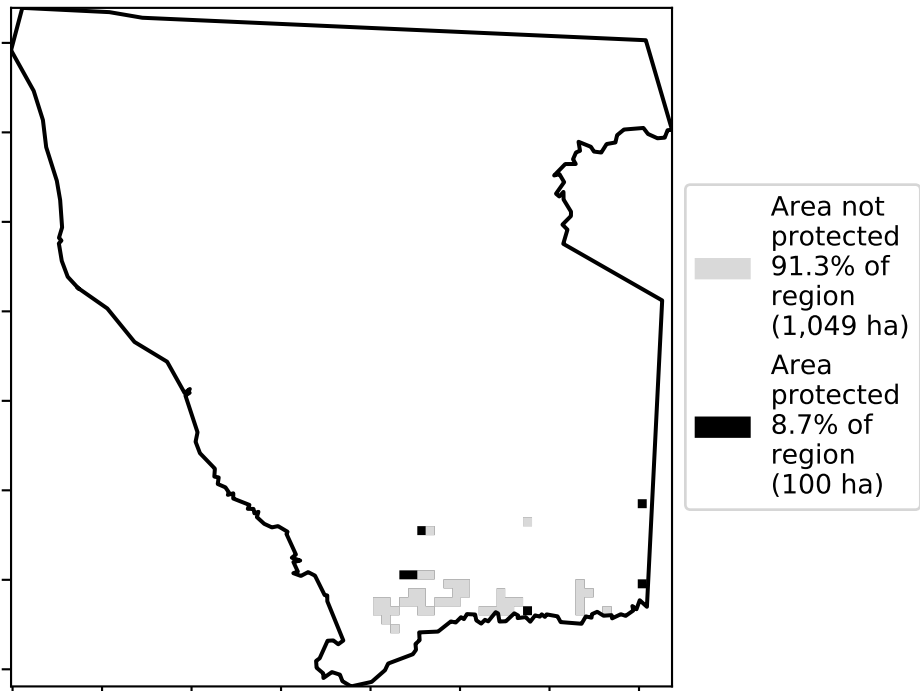 Area not
protected
91.3% of
region
(1,049 ha)
Area
protected
8.7% of
region
(100 ha)